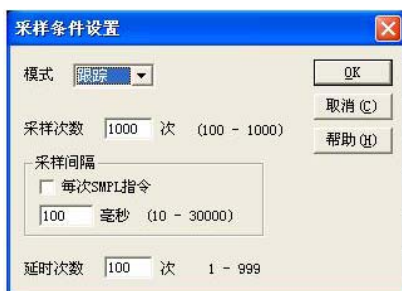 采样条件设置
模式 跟踪
OK
取消(C)
采样次数 1000 次 (100 - 1000)
帮助(H)
采样间隔
每次SMPL指令
100 毫秒 (10 - 30000)
延时次数 100 次 1 - 999